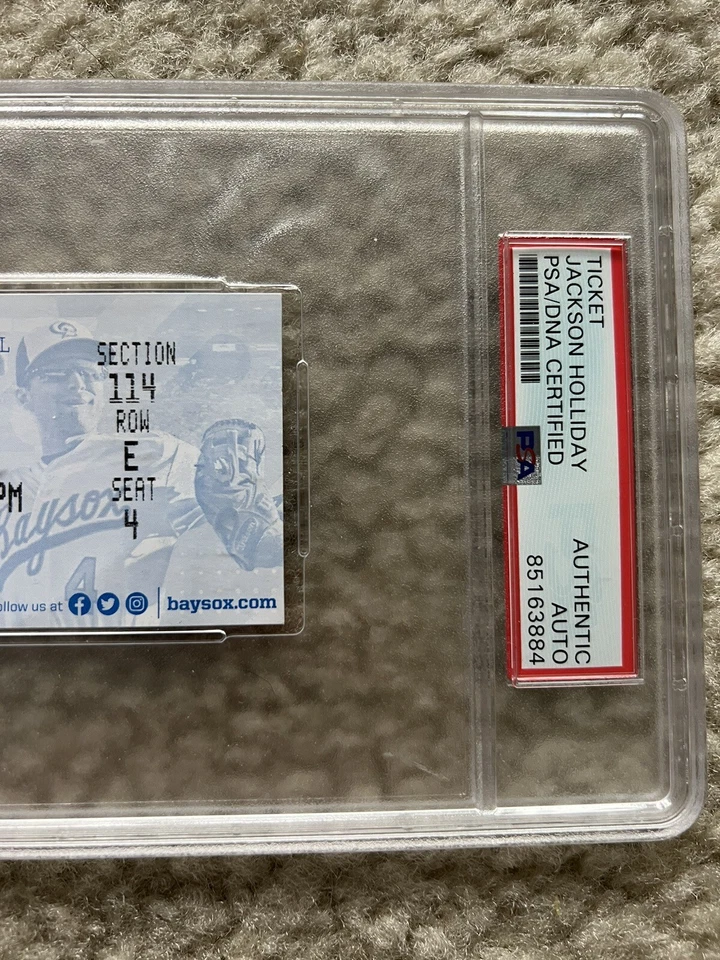 SECTION
114
ROW
E
SEAT
4
PM
Baysox
4
ollow us at
baysox.com
TICKET
JACKSON HOLLIDAY
PSA/DNA CERTIFIED
AUTHENTIC
AUTO
85163884
PSA